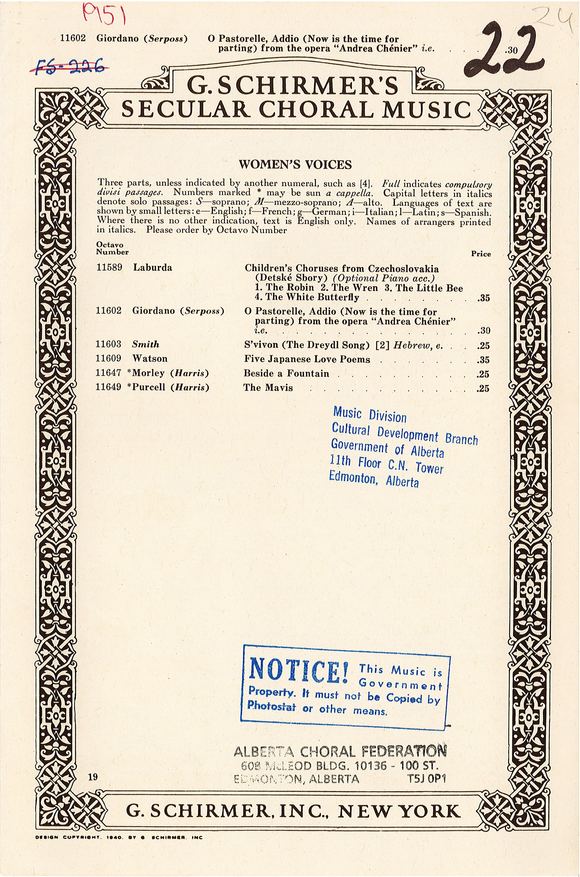 1951
24
11602 Giordano (Serposs) O Pastorelle, Addio (Now is the time for
parting) from the opera "Andrea Chénier" i.e. . . . . .30
22
FS-226
G. SCHIRMER'S
SECULAR CHORAL MUSIC
WOMEN'S VOICES
Three parts, unless indicated by another numeral, such as [4]. Full indicates compulsory
divisi passages. Numbers marked * may be sun a cappella. Capital letters in italics
denote solo passages: S—soprano; M—mezzo-soprano; A—alto. Languages of text are
shown by small letters: e—English; f—French; g—German; i—Italian; l—Latin; s—Spanish.
Where there is no other indication, text is English only. Names of arrangers printed
in italics. Please order by Octavo Number
Octavo
Number Price
11589 Laburda Children's Choruses from Czechoslovakia
(Detské Sbory) (Optional Piano acc.)
1. The Robin 2. The Wren 3. The Little Bee
4. The White Butterfly . . . . . . . . . .35
11602 Giordano (Serposs) O Pastorelle, Addio (Now is the time for
parting) from the opera "Andrea Chénier"
i.e. . . . . . . . . . . . . . . .30
11603 Smith S'vivon (The Dreydl Song) [2] Hebrew, e. . . .25
11609 Watson Five Japanese Love Poems . . . . . . . .35
11647 *Morley (Harris) Beside a Fountain . . . . . . . . . . .25
11649 *Purcell (Harris) The Mavis . . . . . . . . . . . . .25
Music Division
Cultural Development Branch
Government of Alberta
11th Floor C.N. Tower
Edmonton, Alberta
NOTICE! This Music is
Government
Property. It must not be Copied by
Photostat or other means.
ALBERTA CHORAL FEDERATION
608 McLEOD BLDG. 10136 - 100 ST.
EDMONTON, ALBERTA T5J 0P1
19
G. SCHIRMER, INC., NEW YORK
DESIGN COPYRIGHT, 1940, BY G. SCHIRMER, INC